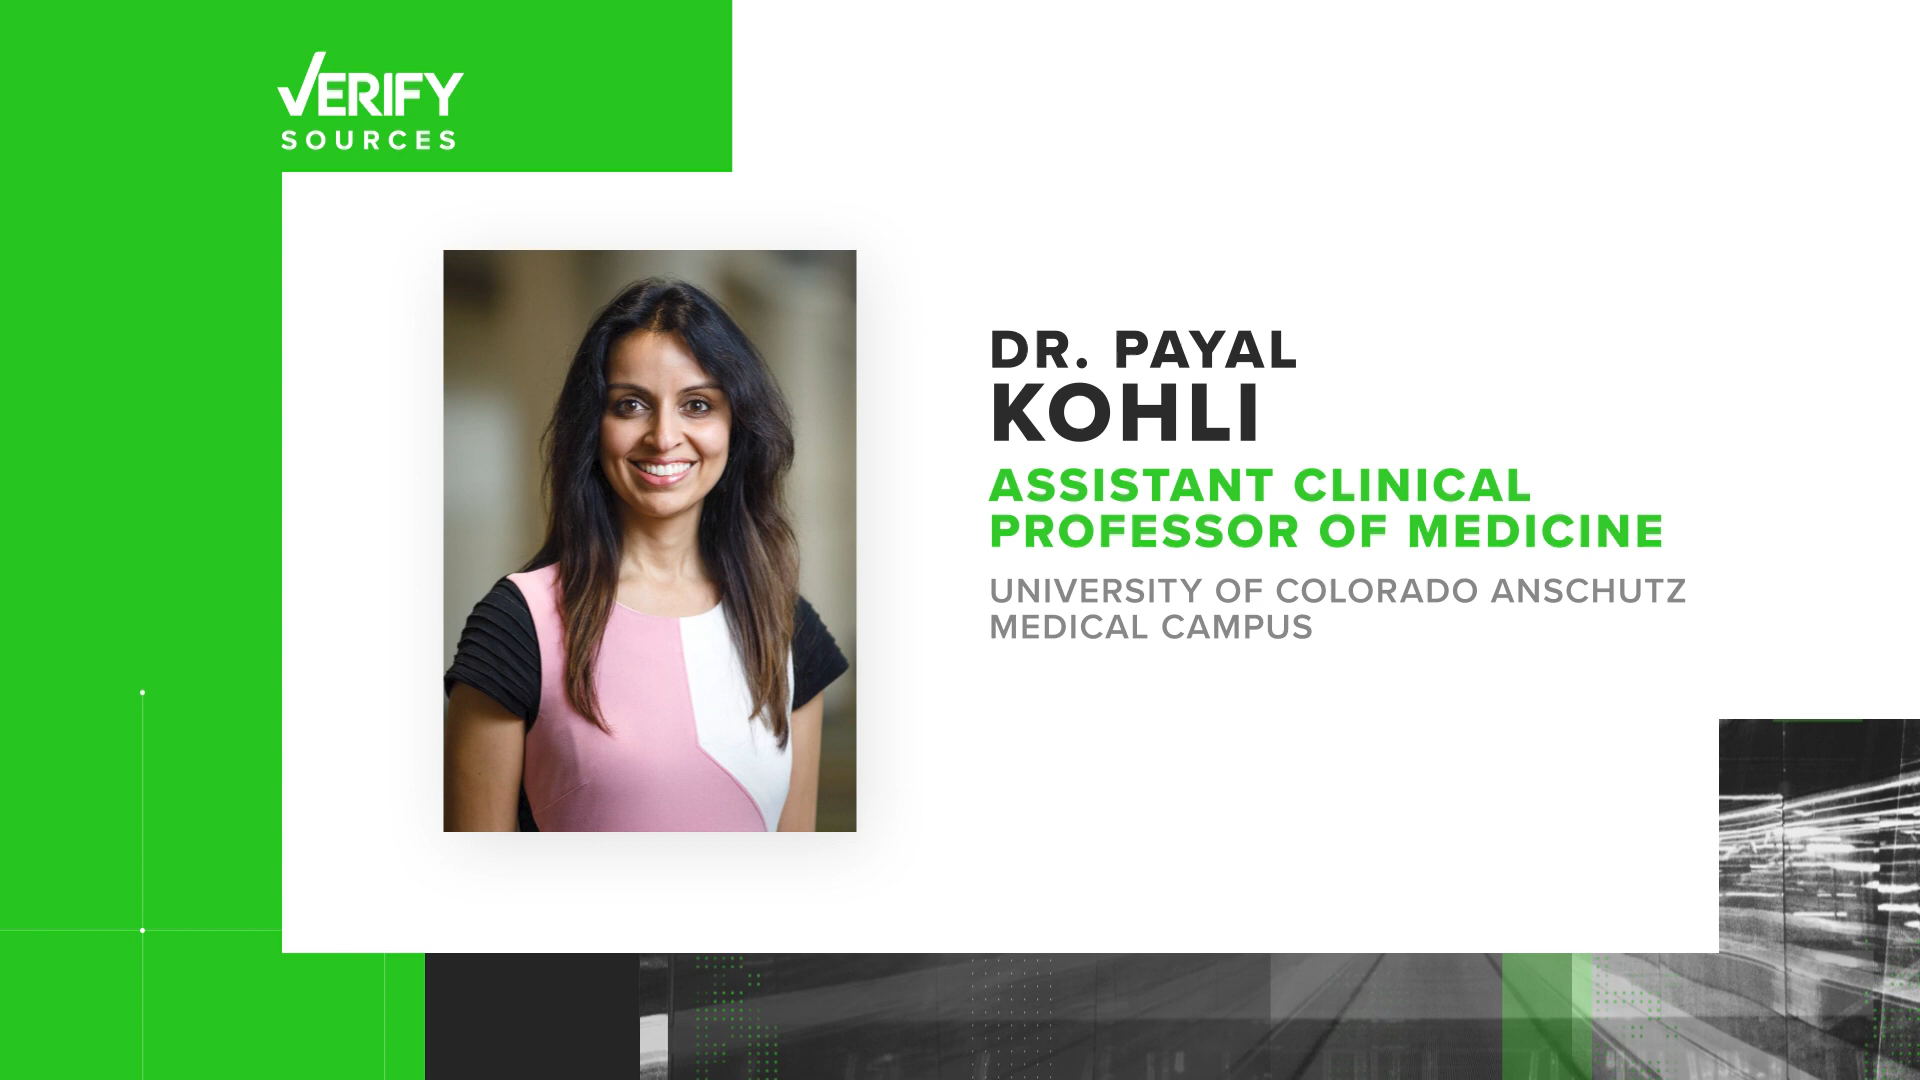 VERIFY
SOURCES
DR. PAYAL
KOHLI
ASSISTANT CLINICAL
PROFESSOR OF MEDICINE
UNIVERSITY OF COLORADO ANSCHUTZ
MEDICAL CAMPUS